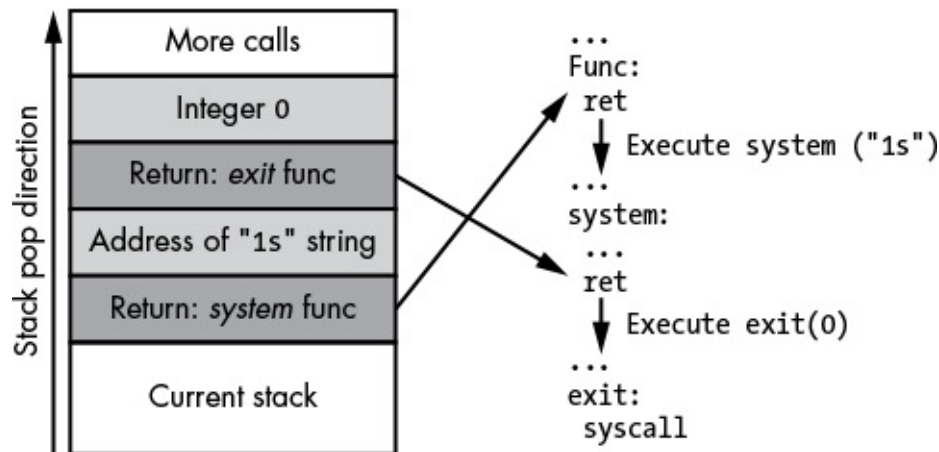 Stack pop direction
More calls
Integer 0
Return: exit func
Address of "1s" string
Return: system func
Current stack
...
Func:
ret
Execute system ("1s")
...
system:
...
ret
Execute exit(0)
...
exit:
syscall